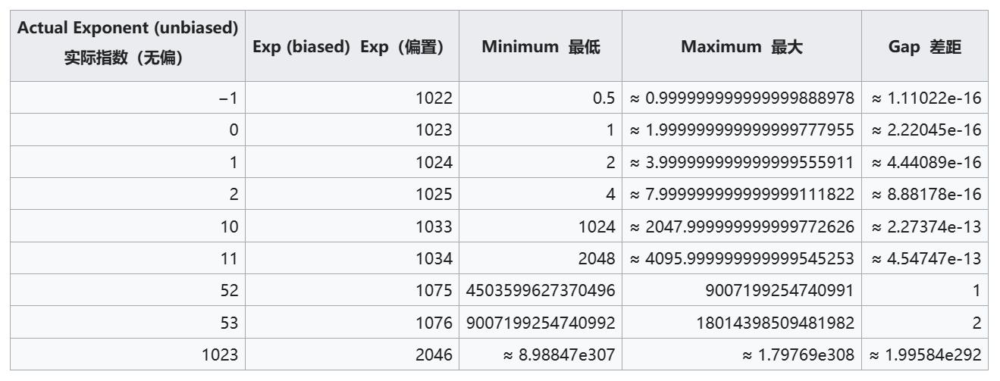 Actual Exponent (unbiased) 实际指数（无偏） Exp (biased) Exp（偏置） Minimum 最低 Maximum 最大 Gap 差距
−1 1022 0.5 ≈ 0.999999999999999888978 ≈ 1.11022e-16
0 1023 1 ≈ 1.999999999999999777955 ≈ 2.22045e-16
1 1024 2 ≈ 3.999999999999999555911 ≈ 4.44089e-16
2 1025 4 ≈ 7.999999999999999111822 ≈ 8.88178e-16
10 1033 1024 ≈ 2047.999999999999772626 ≈ 2.27374e-13
11 1034 2048 ≈ 4095.999999999999545253 ≈ 4.54747e-13
52 1075 4503599627370496 9007199254740991 1
53 1076 9007199254740992 18014398509481982 2
1023 2046 ≈ 8.98847e307 ≈ 1.79769e308 ≈ 1.99584e292